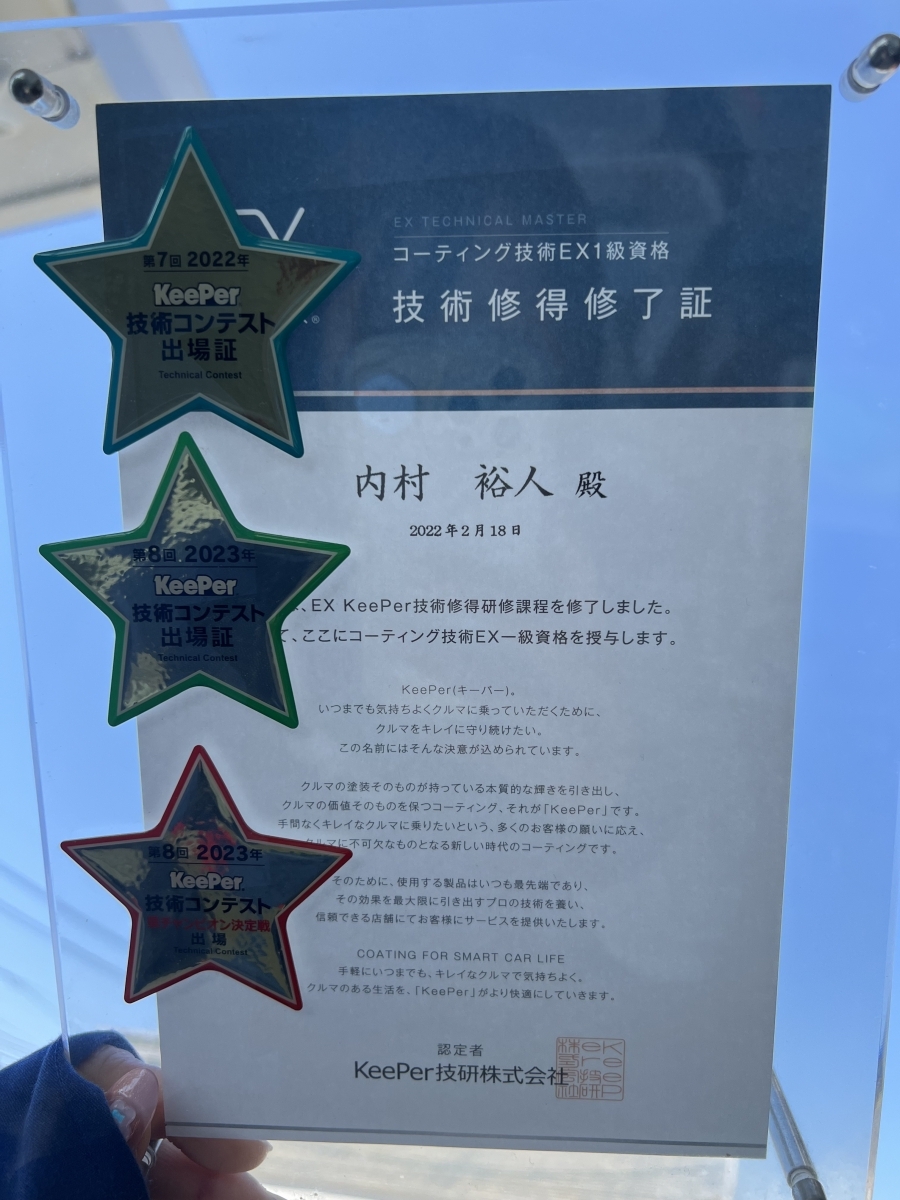 EX TECHNICAL MASTER
コーティング技術EX1級資格
技術修得修了証
第7回 2022年
KeePer
技術コンテスト
出場証
Technical Contest
内村 裕人 殿
2022年2月18日
第8回 2023年
KeePer
技術コンテスト
出場証
Technical Contest
、EX KeePer技術修得研修課程を修了しました。
て、ここにコーティング技術EX一級資格を授与します。
KeePer(キーパー)。
いつまでも気持ちよくクルマに乗っていただくために、
クルマをキレイに守り続けたい。
この名前にはそんな決意が込められています。
クルマの塗装そのものが持っている本質的な輝きを引き出し、
クルマの価値そのものを保つコーティング、それが「KeePer」です。
手間なくキレイなクルマに乗りたいという、多くのお客様の願いに応え、
クルマに不可欠なものとなる新しい時代のコーティングです。
第8回 2023年
KeePer
技術コンテスト
オン決定戦
出場
Technical Contest
そのために、使用する製品はいつも最先端であり、
その効果を最大限に引き出すプロの技術を養い、
信頼できる店舗にてお客様にサービスを提供いたします。
COATING FOR SMART CAR LIFE
手軽にいつまでも、キレイなクルマで気持ちよく。
クルマのある生活を、「KeePer」がより快適にしていきます。
認定者
KeePer技研株式会社